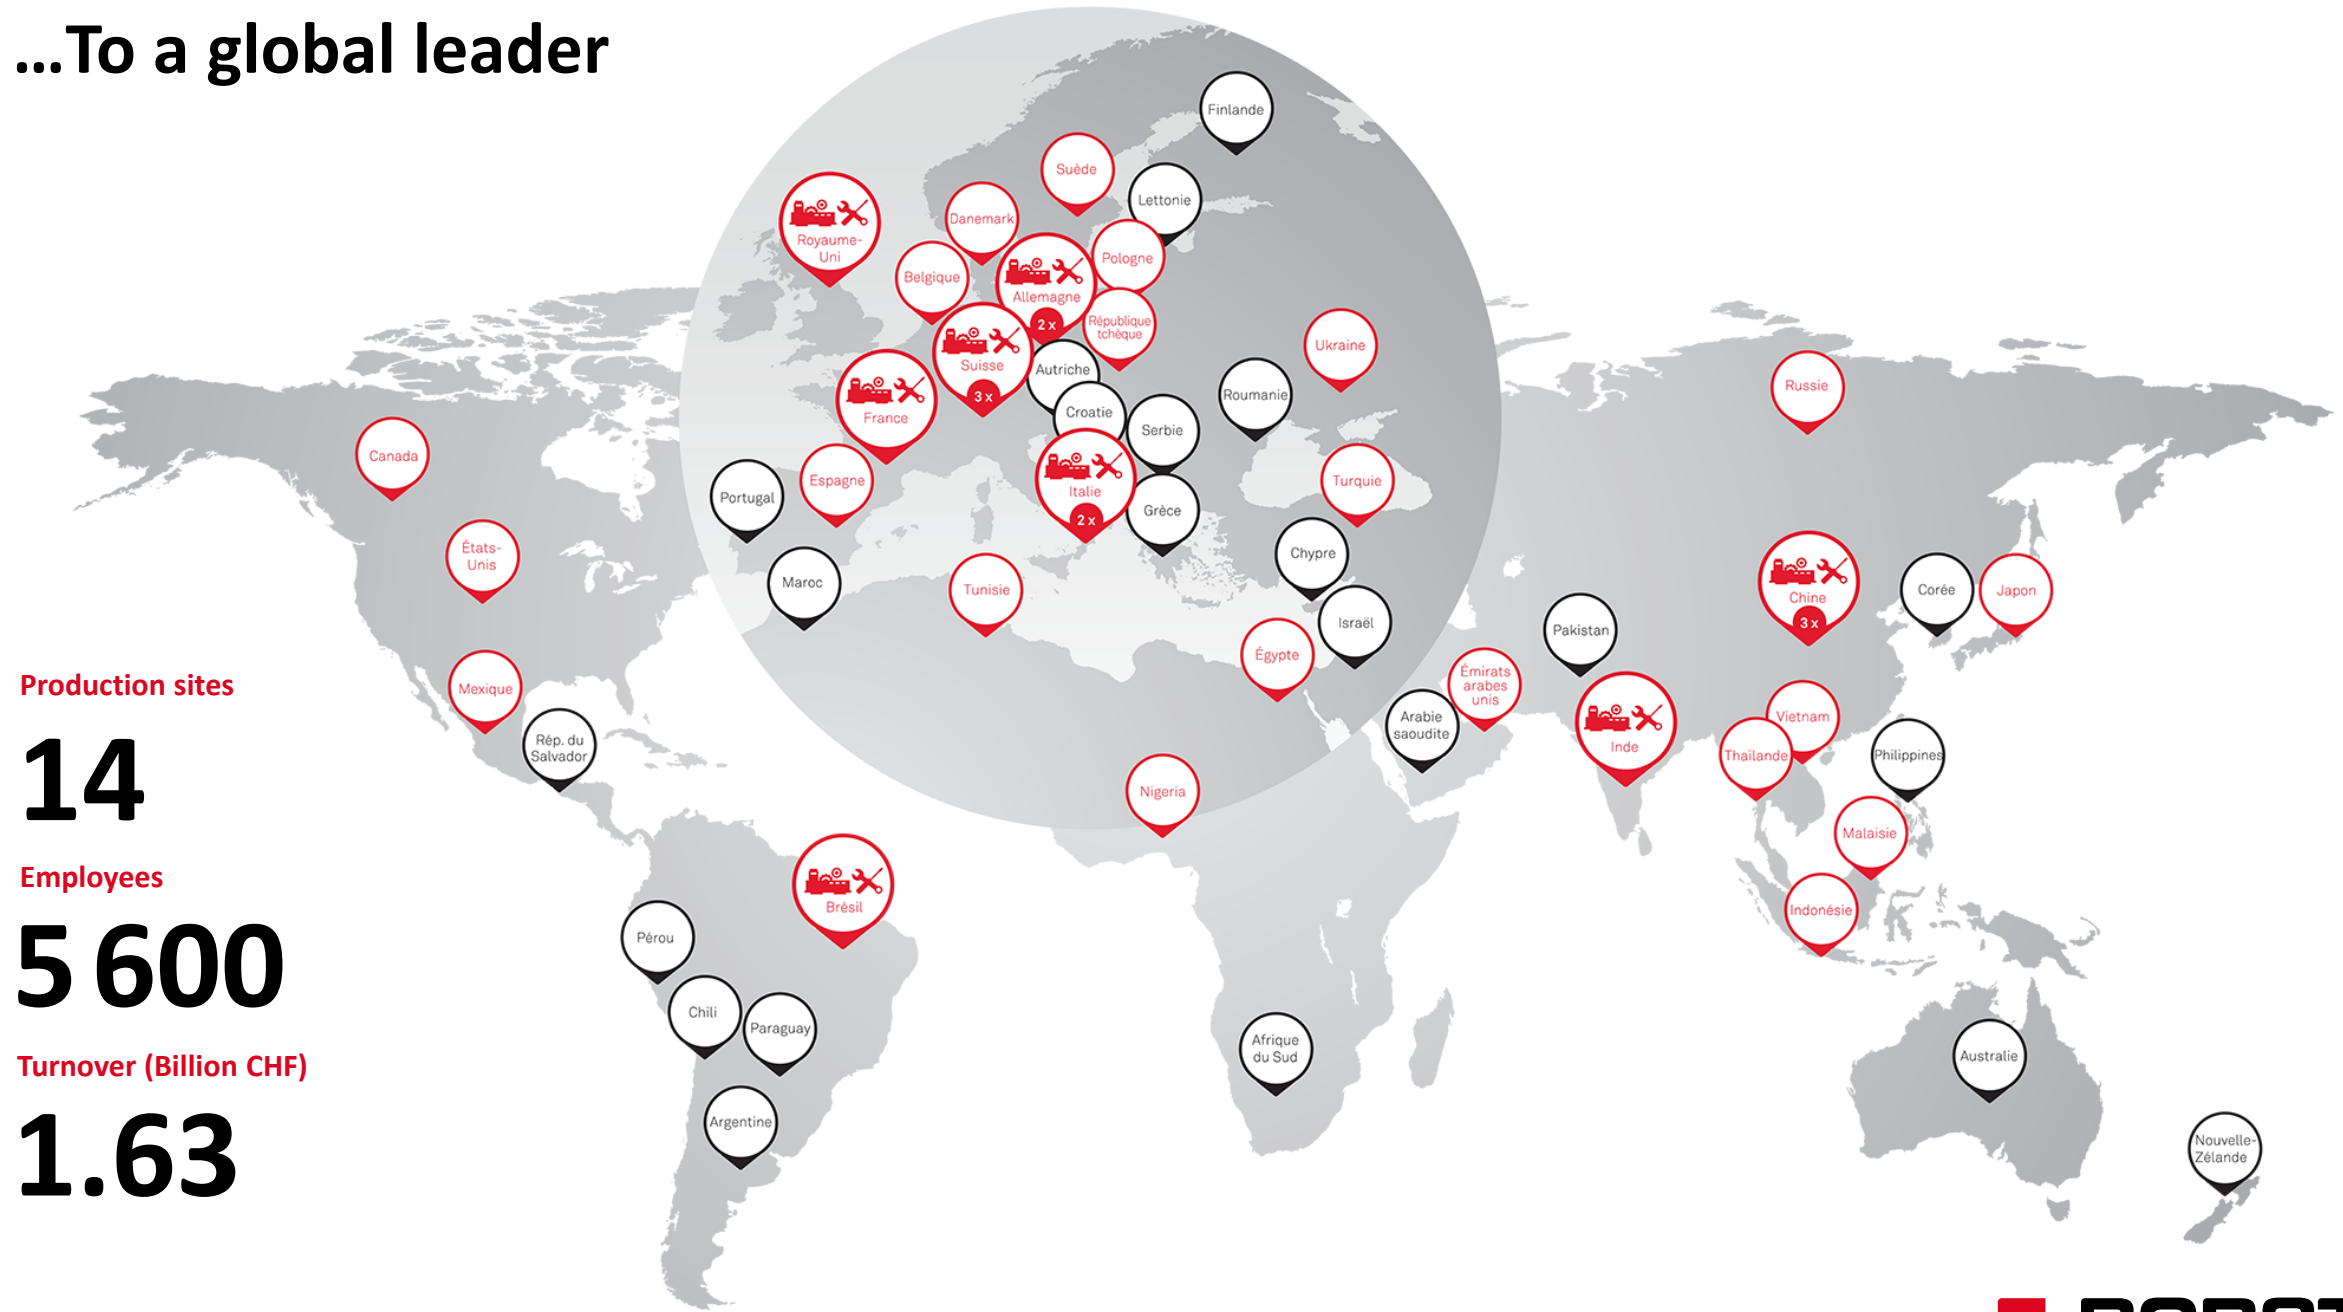 ...To a global leader
Finlande
Suède
Lettonie
Danemark
Royaume-
Uni
Pologne
Belgique
Allemagne
2 x
République
tchèque
Ukraine
Suisse
3 x
Autriche
Russie
Roumanie
Croatie
France
Serbie
Canada
Espagne
Turquie
Italie
2 x
Portugal
Grèce
États-
Unis
Chypre
Maroc
Tunisie
Chine
3 x
Corée
Japon
Israël
Pakistan
Égypte
Émirats
arabes
unis
Production sites
14
Mexique
Rép. du
Salvador
Arabie
saoudite
Inde
Vietnam
Thaïlande
Philippines
Nigeria
Malaisie
Employees
5 600
Brésil
Indonésie
Pérou
Chili
Paraguay
Afrique
du Sud
Australie
Turnover (Billion CHF)
1.63
Argentine
Nouvelle-
Zélande